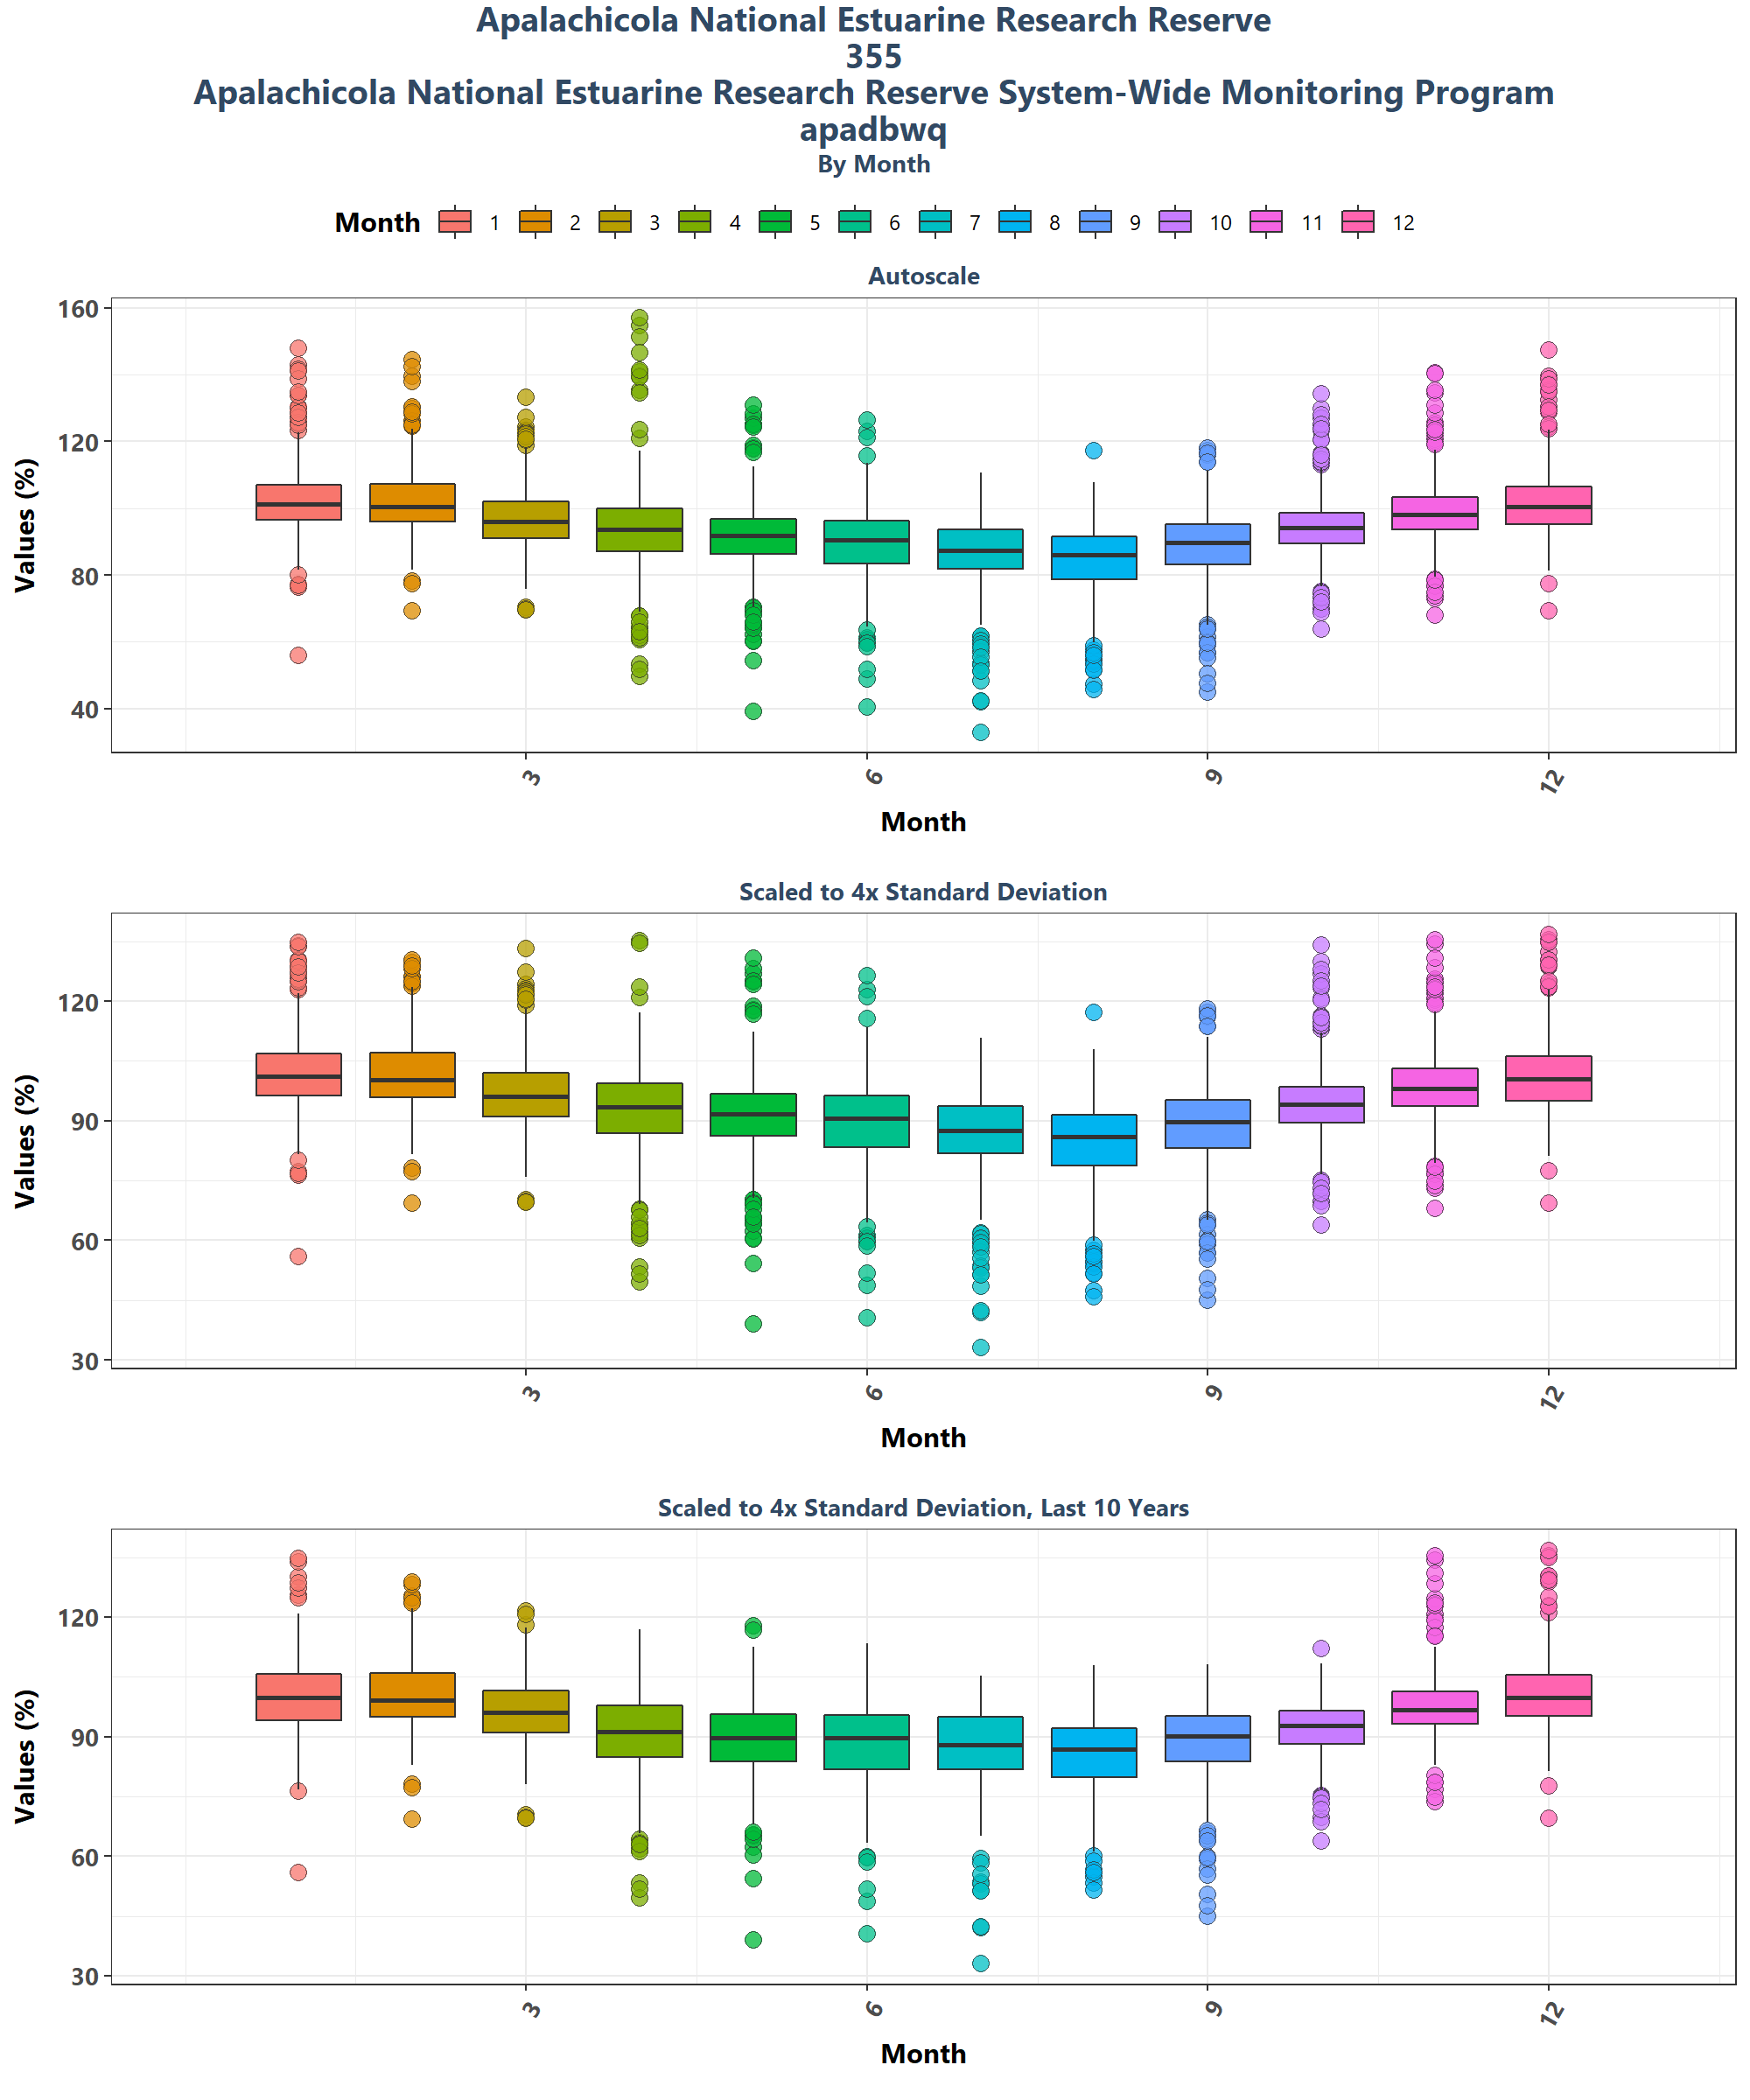 Apalachicola National Estuarine Research Reserve
355
Apalachicola National Estuarine Research Reserve System-Wide Monitoring Program
apadbwq
By Month
Month 1 2 3 4 5 6 7 8 9 10 11 12
Autoscale
Values (%)
160
120
80
40
3 6 9 12
Month
Scaled to 4x Standard Deviation
Values (%)
120
90
60
30
3 6 9 12
Month
Scaled to 4x Standard Deviation, Last 10 Years
Values (%)
120
90
60
30
3 6 9 12
Month